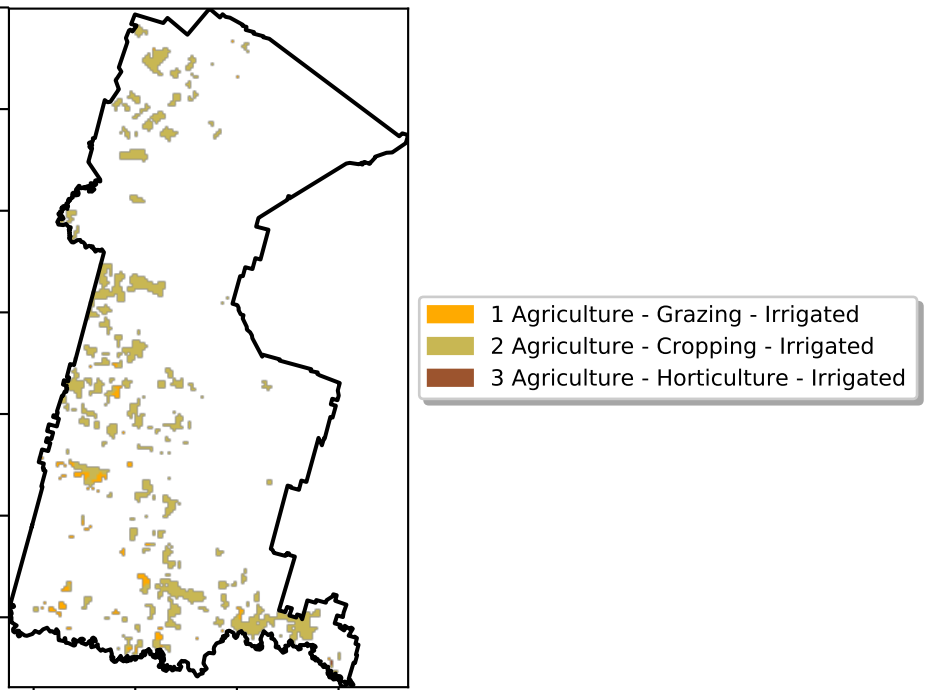 1 Agriculture - Grazing - Irrigated
2 Agriculture - Cropping - Irrigated
3 Agriculture - Horticulture - Irrigated